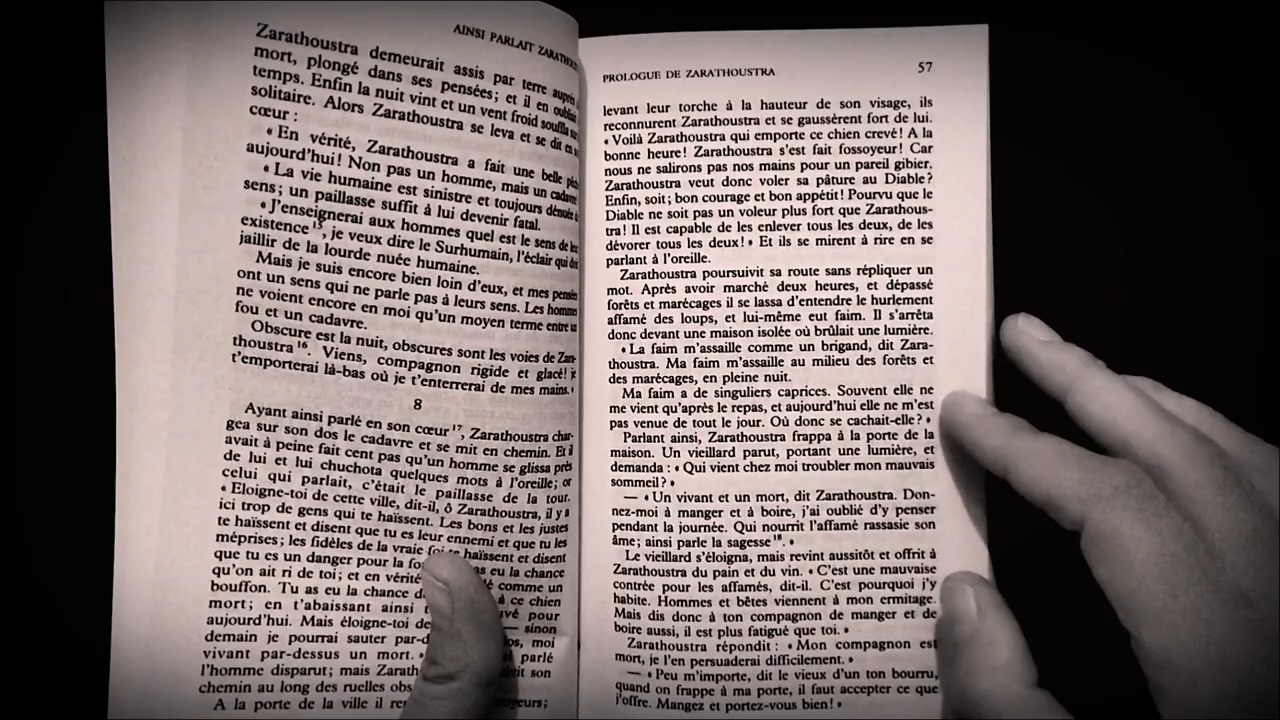 AINSI PARLAIT
Zarathoustra demeurait assis par terre auprès
mort, plongé dans ses pensées; et il en
temps. Enfin la nuit vint et un vent froid souffla
solitaire. Alors Zarathoustra se leva et se dit en
cœur :
« En vérité, Zarathoustra a fait une belle
aujourd'hui! Non pas un homme, mais un cadavre
« La vie humaine est sinistre et toujours
sens; un paillasse suffit à lui devenir fatal.
« J'enseignerai aux hommes quel est le sens de
existence 15, je veux dire le Surhumain, l'éclair qui
jaillir de la lourde nuée humaine.
Mais je suis encore bien loin d'eux, et mes
ont un sens qui ne parle pas à leurs sens. Les
ne voient encore en moi qu'un moyen terme entre un
fou et un cadavre.
Obscure est la nuit, obscures sont les voies de Zara-
thoustra 16. Viens, compagnon rigide et glacé! je
t'emporterai là-bas où je t'enterrerai de mes mains. »
8
Ayant ainsi parlé en son cœur 17, Zarathoustra char-
gea sur son dos le cadavre et se mit en chemin. Et il
avait à peine fait cent pas qu'un homme se glissa près
de lui et lui chuchota quelques mots à l'oreille; or
celui qui parlait, c'était le paillasse de la tour.
« Eloigne-toi de cette ville, dit-il, ô Zarathoustra, il y a
ici trop de gens qui te haïssent. Les bons et les justes
te haïssent et disent que tu es leur ennemi et que tu les
méprises; les fidèles de la vraie foi te haïssent et disent
que tu es un danger pour la as eu la chance
qu'on ait ri de toi; et en vérité comme un
bouffon. Tu as eu la chance à ce chien
mort; en t'abaissant ainsi pour
aujourd'hui. Mais éloigne-toi de — sinon
demain je pourrai sauter moi
vivant par-dessus un mort. » parlé
l'homme disparut; mais son
chemin au long des ruelles
A la porte de la ville il
PROLOGUE DE ZARATHOUSTRA 57
levant leur torche à la hauteur de son visage, ils
reconnurent Zarathoustra et se gaussèrent fort de lui.
« Voilà Zarathoustra qui emporte ce chien crevé! A la
bonne heure! Zarathoustra s'est fait fossoyeur! Car
nous ne salirons pas nos mains pour un pareil gibier.
Zarathoustra veut donc voler sa pâture au Diable?
Enfin, soit; bon courage et bon appétit! Pourvu que le
Diable ne soit pas un voleur plus fort que Zarathous-
tra! Il est capable de les enlever tous les deux, de les
dévorer tous les deux! » Et ils se mirent à rire en se
parlant à l'oreille.
Zarathoustra poursuivit sa route sans répliquer un
mot. Après avoir marché deux heures, et dépassé
forêts et marécages il se lassa d'entendre le hurlement
affamé des loups, et lui-même eut faim. Il s'arrêta
donc devant une maison isolée où brûlait une lumière.
« La faim m'assaille comme un brigand, dit Zara-
thoustra. Ma faim m'assaille au milieu des forêts et
des marécages, en pleine nuit.
Ma faim a de singuliers caprices. Souvent elle ne
me vient qu'après le repas, et aujourd'hui elle ne m'est
pas venue de tout le jour. Où donc se cachait-elle? »
Parlant ainsi, Zarathoustra frappa à la porte de la
maison. Un vieillard parut, portant une lumière, et
demanda : « Qui vient chez moi troubler mon mauvais
sommeil? »
— « Un vivant et un mort, dit Zarathoustra. Don-
nez-moi à manger et à boire, j'ai oublié d'y penser
pendant la journée. Qui nourrit l'affamé rassasie son
âme; ainsi parle la sagesse 18. »
Le vieillard s'éloigna, mais revint aussitôt et offrit à
Zarathoustra du pain et du vin. « C'est une mauvaise
contrée pour les affamés, dit-il. C'est pourquoi j'y
habite. Hommes et bêtes viennent à mon ermitage.
Mais dis donc à ton compagnon de manger et de
boire aussi, il est plus fatigué que toi. »
Zarathoustra répondit : « Mon compagnon est
mort, je l'en persuaderai difficilement. »
— « Peu m'importe, dit le vieux d'un ton bourru,
quand on frappe à ma porte, il faut accepter ce que
j'offre. Mangez et portez-vous bien! »